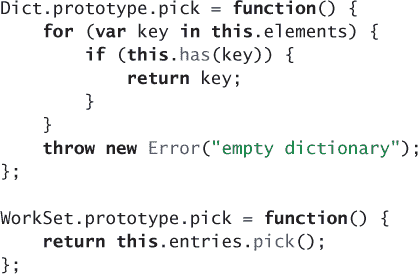 Dict.prototype.pick = function() {
    for (var key in this.elements) {
        if (this.has(key)) {
            return key;
        }
    }
    throw new Error("empty dictionary");
};

WorkSet.prototype.pick = function() {
    return this.entries.pick();
};